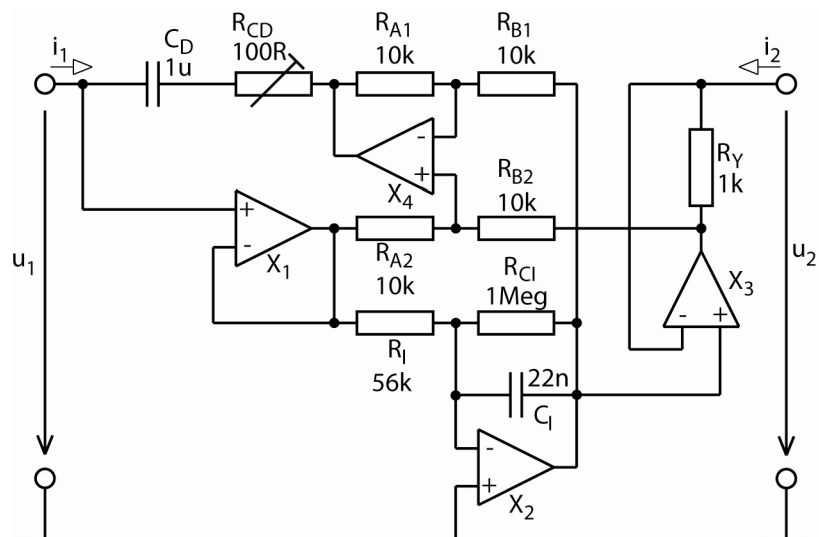 i1
CD
1u
RCD
100R
RA1
10k
RB1
10k
i2
-
+
X4
RY
1k
+
-
X1
RA2
10k
RB2
10k
u1
RCI
1Meg
X3
-
+
u2
RI
56k
22n
CI
-
+
X2